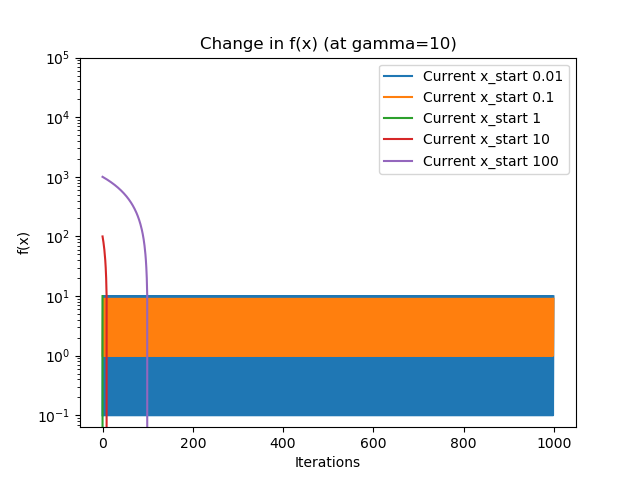 Change in f(x) (at gamma=10)
10^5
10^4
10^3
10^2
10^1
10^0
10^−1
f(x)
Current x_start 0.01
Current x_start 0.1
Current x_start 1
Current x_start 10
Current x_start 100
0 200 400 600 800 1000
Iterations